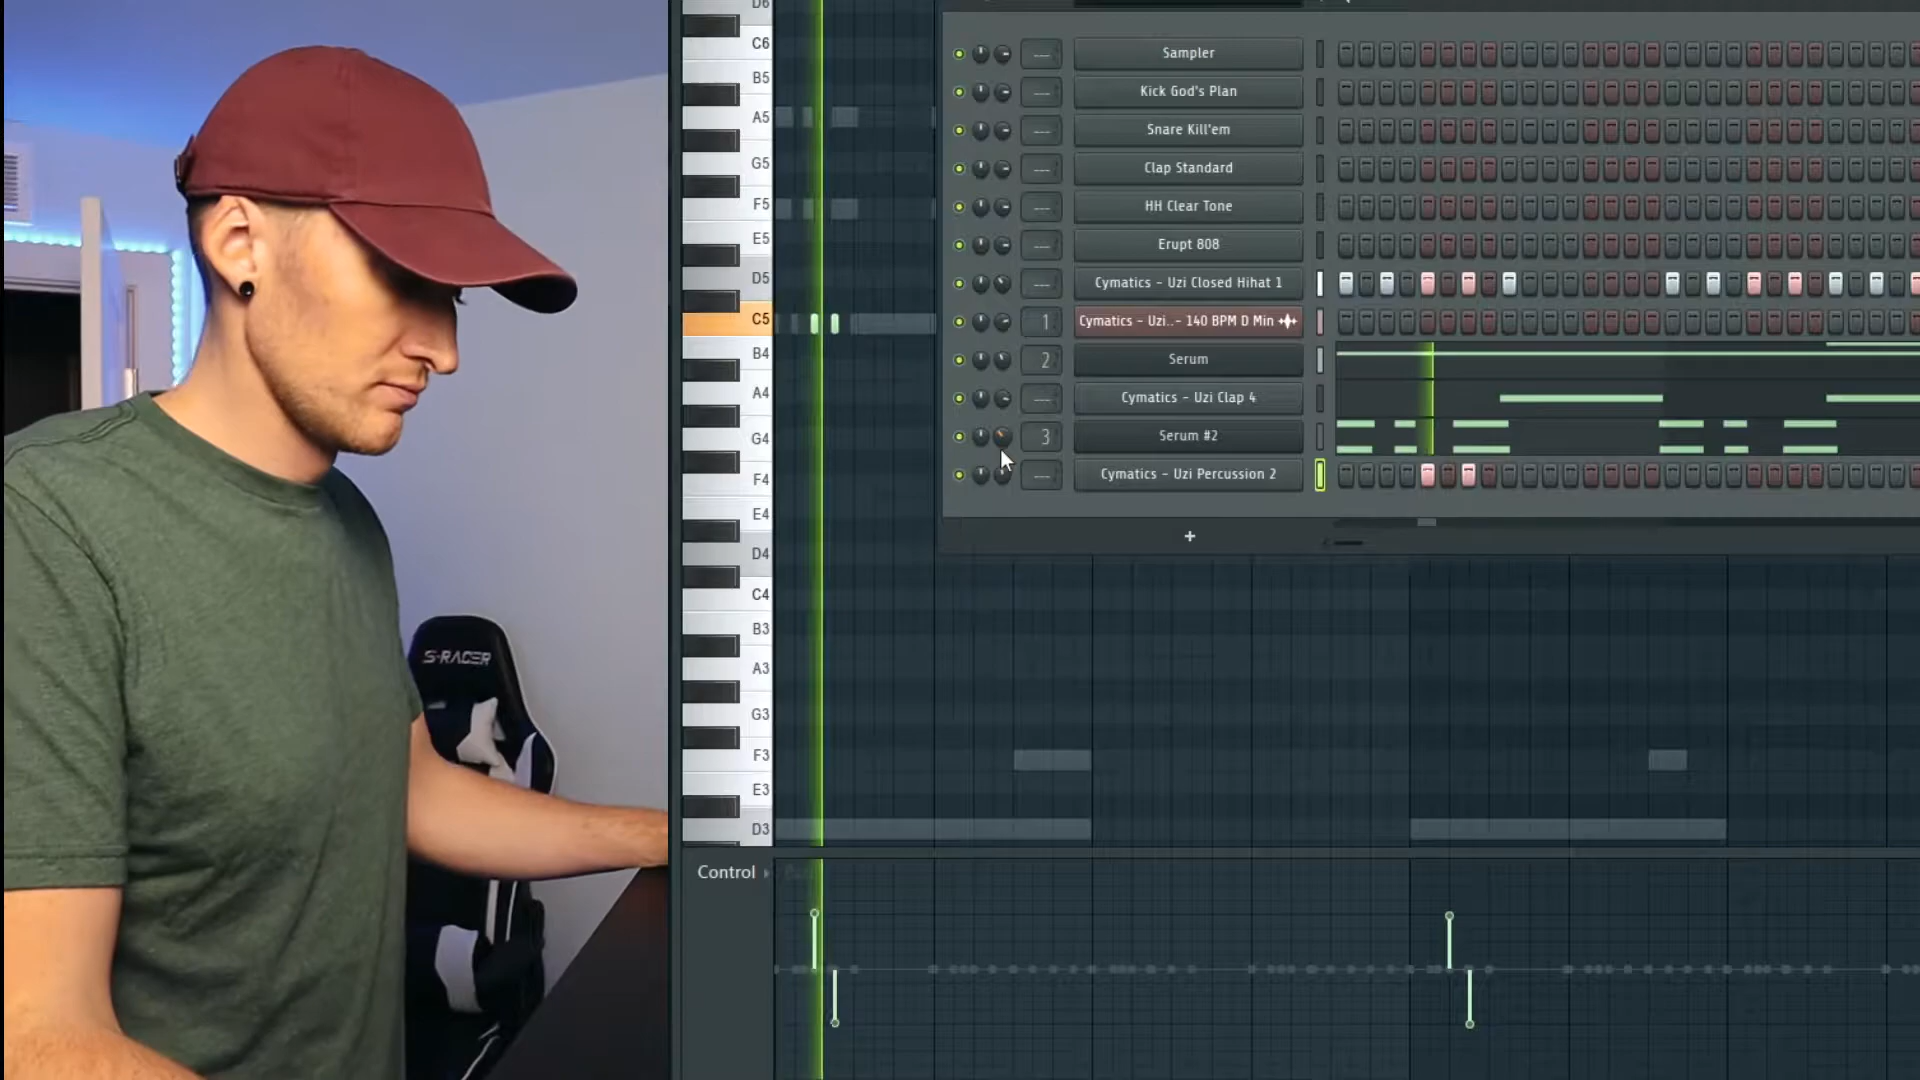 D6
C6
B5
A5
G5
F5
E5
D5
C5
B4
A4
G4
F4
E4
D4
C4
B3
A3
G3
F3
E3
D3
Control
Sampler
Kick God's Plan
Snare Kill'em
Clap Standard
HH Clear Tone
Erupt 808
Cymatics - Uzi Closed Hihat 1
1 Cymatics - Uzi..- 140 BPM D Min
2 Serum
Cymatics - Uzi Clap 4
3 Serum #2
Cymatics - Uzi Percussion 2
+
S-RACER